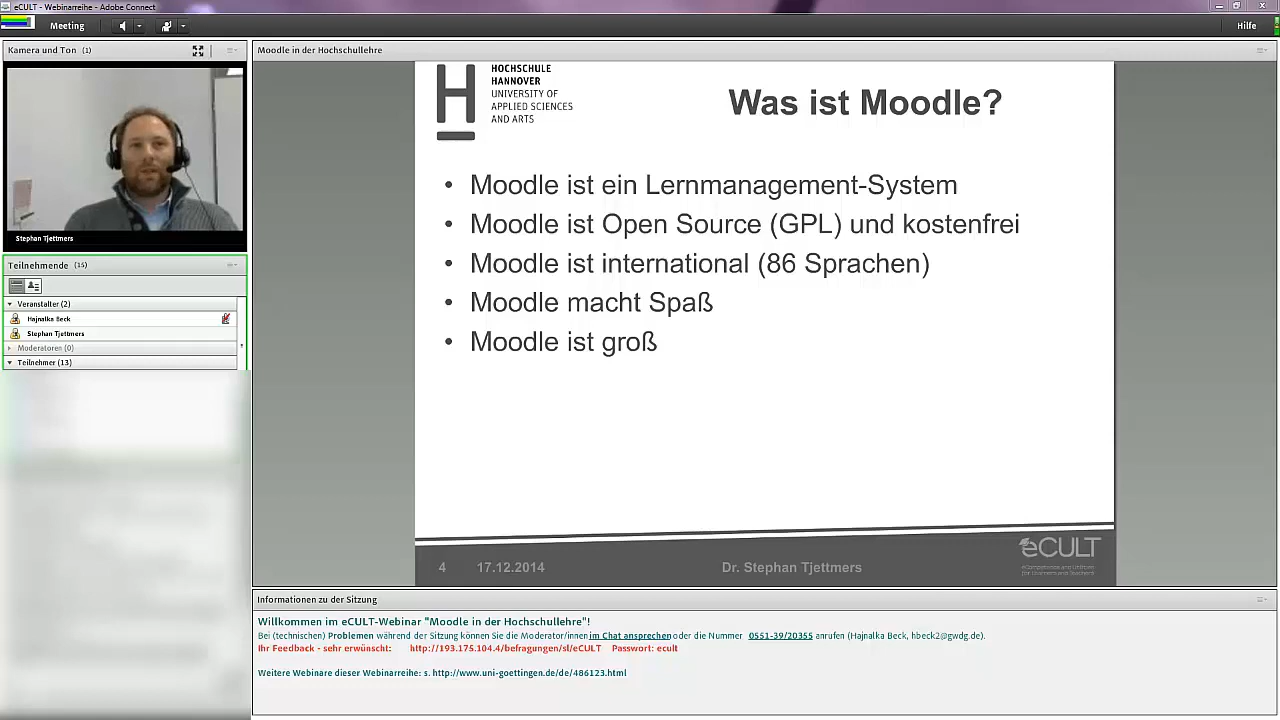 eCULT - Webinarreihe - Adobe Connect
Meeting
Hilfe
Kamera und Ton (1)
Stephan Tjettmers
Teilnehmende (15)
Veranstalter (2)
Hajnalka Beck
Stephan Tjettmers
Moderatoren (0)
Teilnehmer (13)
Moodle in der Hochschullehre
HOCHSCHULE
HANNOVER
UNIVERSITY OF
APPLIED SCIENCES
AND ARTS
Was ist Moodle?
• Moodle ist ein Lernmanagement-System
• Moodle ist Open Source (GPL) und kostenfrei
• Moodle ist international (86 Sprachen)
• Moodle macht Spaß
• Moodle ist groß
4 17.12.2014 Dr. Stephan Tjettmers
eCULT
Informationen zu der Sitzung
Willkommen im eCULT-Webinar "Moodle in der Hochschullehre"!
Bei (technischen) Problemen während der Sitzung können Sie die Moderator/innen im Chat ansprechen oder die Nummer 0551-39/20355 anrufen (Hajnalka Beck, hbeck2@gwdg.de).
Ihr Feedback - sehr erwünscht: http://193.175.104.4/befragungen/sl/eCULT Passwort: ecult
Weitere Webinare dieser Webinarreihe: s. http://www.uni-goettingen.de/de/486123.html